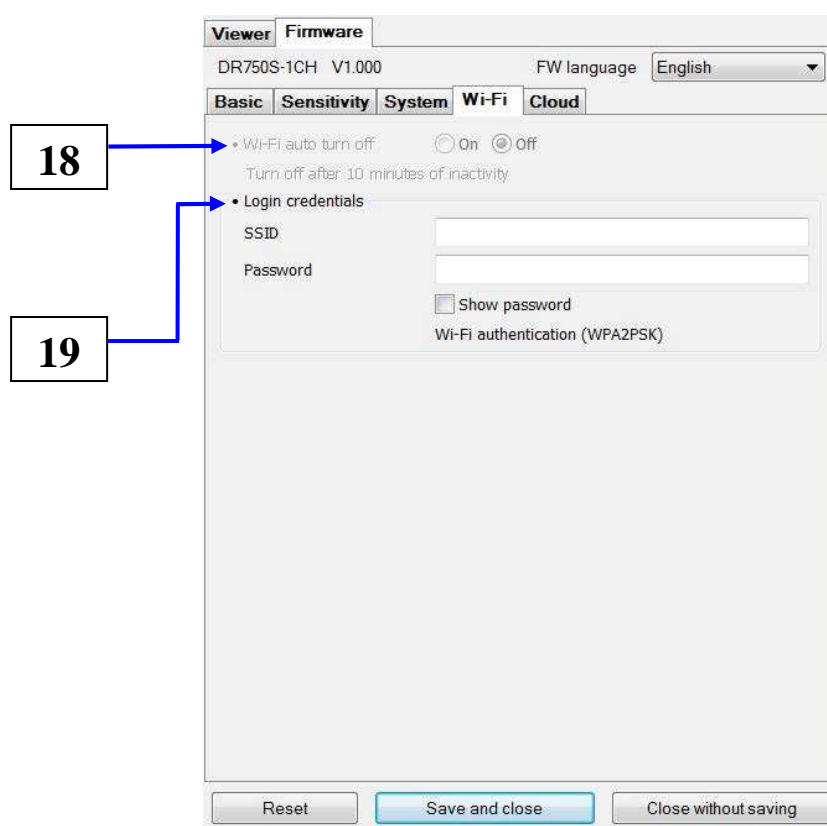 Viewer Firmware
DR750S-1CH V1.000 FW language English
Basic Sensitivity System Wi-Fi Cloud
18 • Wi-Fi auto turn off On Off
Turn off after 10 minutes of inactivity
• Login credentials
SSID
Password
Show password
19 Wi-Fi authentication (WPA2PSK)
Reset Save and close Close without saving